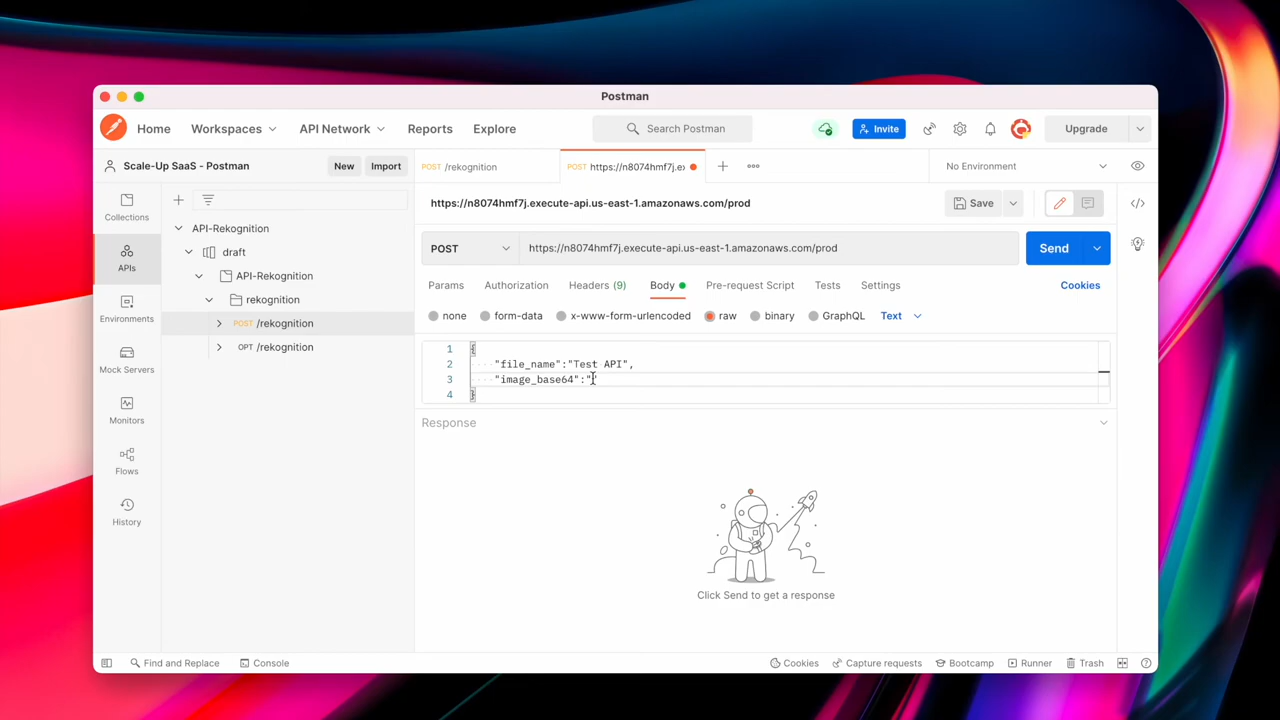 Postman
Home Workspaces API Network Reports Explore Search Postman Invite Upgrade
Scale-Up SaaS - Postman New Import POST /rekognition POST https://n8074hmf7j.ex No Environment
Collections
APIs
Environments
Mock Servers
Monitors
Flows
History
API-Rekognition
draft
API-Rekognition
rekognition
POST /rekognition
OPT /rekognition
https://n8074hmf7j.execute-api.us-east-1.amazonaws.com/prod Save
POST https://n8074hmf7j.execute-api.us-east-1.amazonaws.com/prod Send
Params Authorization Headers (9) Body Pre-request Script Tests Settings Cookies
none form-data x-www-form-urlencoded raw binary GraphQL Text
1 {
2 "file_name":"Test API",
3 "image_base64":""
4 }
Response
Click Send to get a response
Find and Replace Console Cookies Capture requests Bootcamp Runner Trash